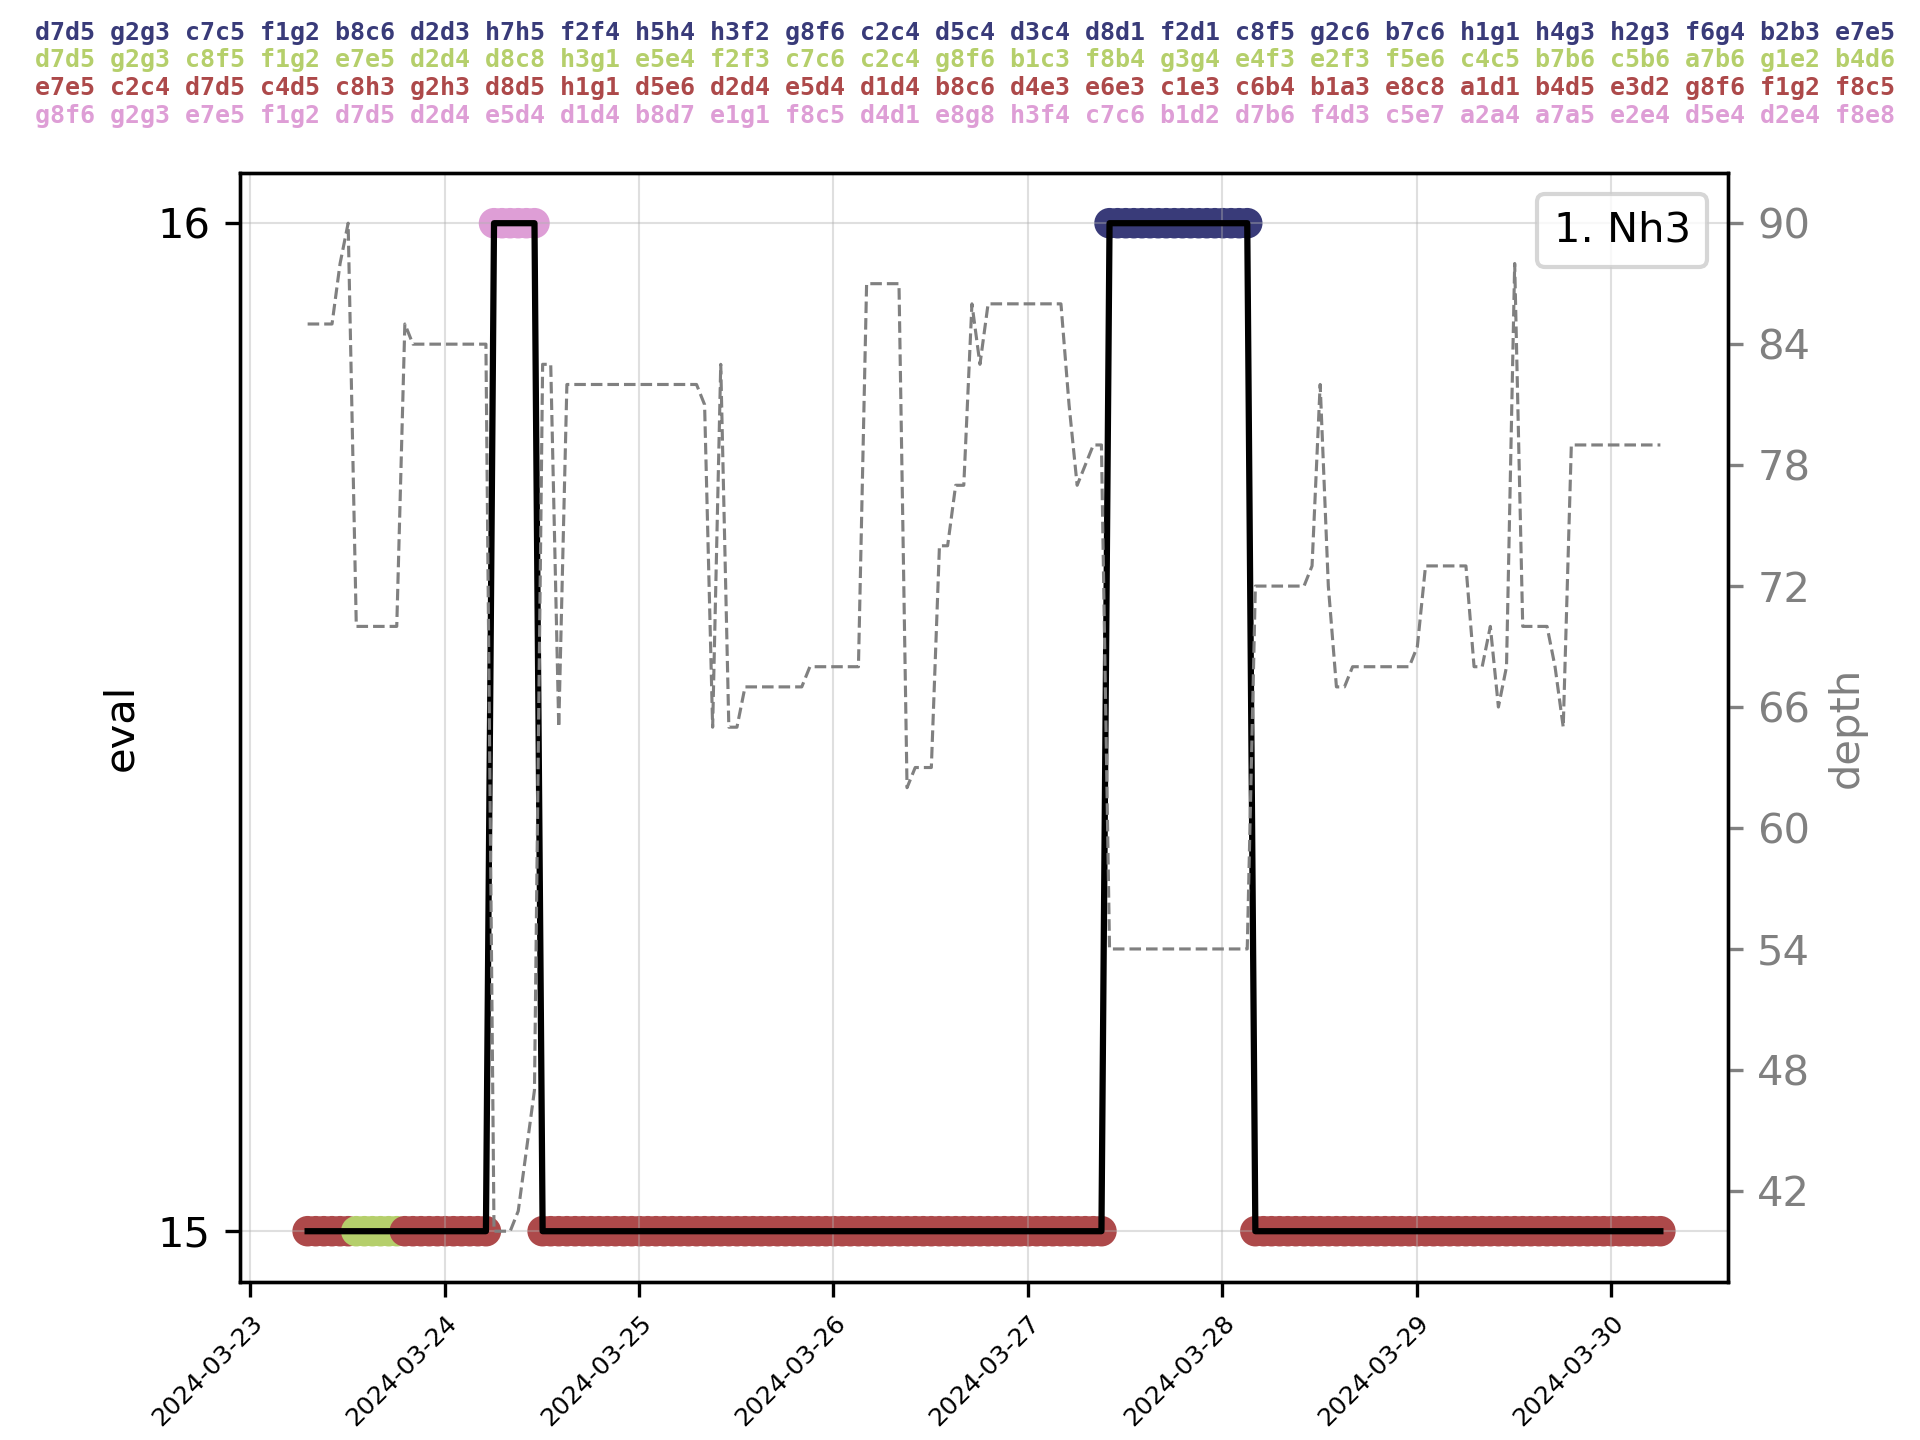 d7d5 g2g3 c7c5 f1g2 b8c6 d2d3 h7h5 f2f4 h5h4 h3f2 g8f6 c2c4 d5c4 d3c4 d8d1 f2d1 c8f5 g2c6 b7c6 h1g1 h4g3 h2g3 f6g4 b2b3 e7e5
d7d5 g2g3 c8f5 f1g2 e7e5 d2d4 d8c8 h3g1 e5e4 f2f3 c7c6 c2c4 g8f6 b1c3 f8b4 g3g4 e4f3 e2f3 f5e6 c4c5 b7b6 c5b6 a7b6 g1e2 b4d6
e7e5 c2c4 d7d5 c4d5 c8h3 g2h3 d8d5 h1g1 d5e6 d2d4 e5d4 d1d4 b8c6 d4e3 e6e3 c1e3 c6b4 b1a3 e8c8 a1d1 b4d5 e3d2 g8f6 f1g2 f8c5
g8f6 g2g3 e7e5 f1g2 d7d5 d2d4 e5d4 d1d4 b8d7 e1g1 f8c5 d4d1 e8g8 h3f4 c7c6 b1d2 d7b6 f4d3 c5e7 a2a4 a7a5 e2e4 d5e4 d2e4 f8e8
1. Nh3
16
15
eval
90
84
78
72
66
60
54
48
42
depth
2024-03-23
2024-03-24
2024-03-25
2024-03-26
2024-03-27
2024-03-28
2024-03-29
2024-03-30